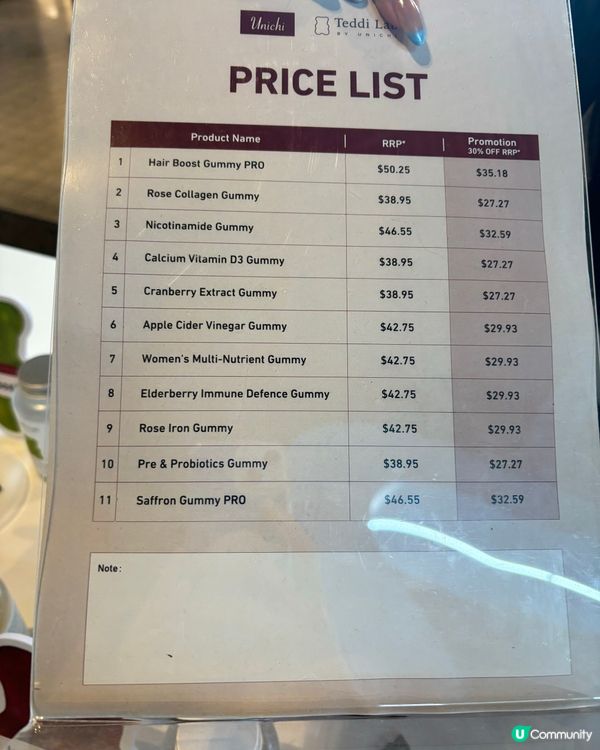 Unichi
Teddi
BY UNICHI
PRICE LIST
Product Name RRP* Promotion
30% OFF RRP*
1 Hair Boost Gummy PRO $50.25 $35.18
2 Rose Collagen Gummy $38.95 $27.27
3 Nicotinamide Gummy $46.55 $32.59
4 Calcium Vitamin D3 Gummy $38.95 $27.27
5 Cranberry Extract Gummy $38.95 $27.27
6 Apple Cider Vinegar Gummy $42.75 $29.93
7 Women's Multi-Nutrient Gummy $42.75 $29.93
8 Elderberry Immune Defence Gummy $42.75 $29.93
9 Rose Iron Gummy $42.75 $29.93
10 Pre & Probiotics Gummy $38.95 $27.27
11 Saffron Gummy PRO $46.55 $32.59
Note:
U Community